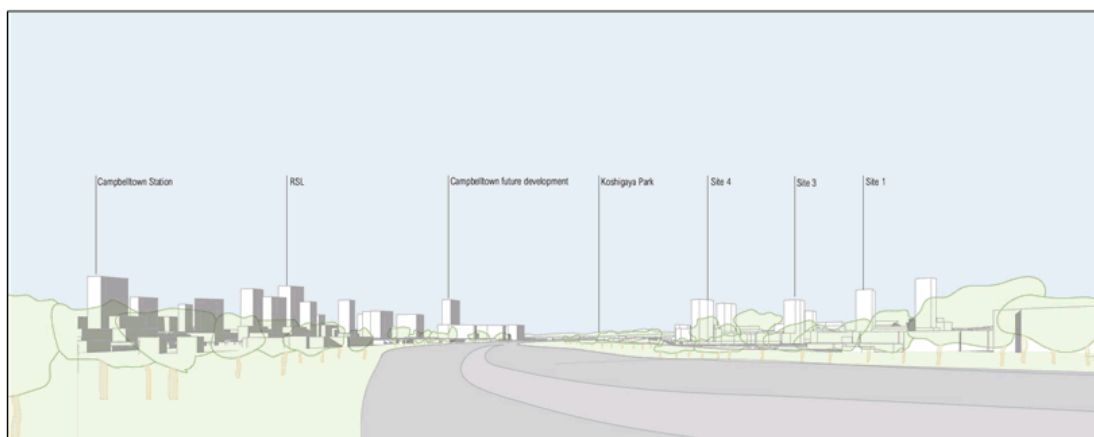 Campbelltown Station
RSL
Campbelltown future development
Koshigaya Park
Site 4
Site 3
Site 1